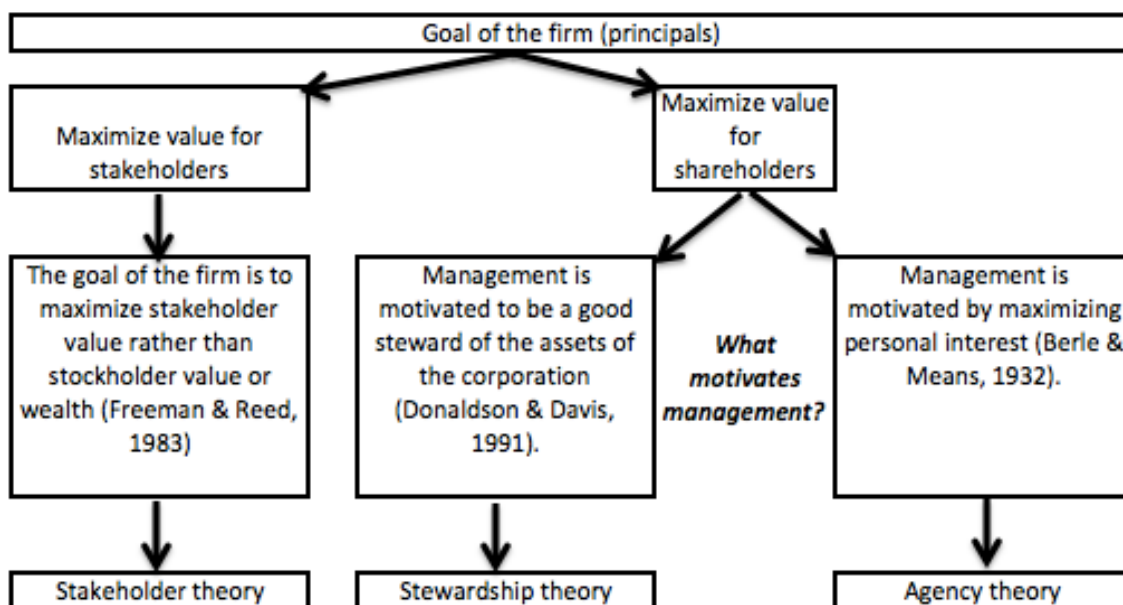 Goal of the firm (principals)
Maximize value for
stakeholders
Maximize value
for
shareholders
The goal of the firm is to
maximize stakeholder
value rather than
stockholder value or
wealth (Freeman & Reed,
1983)
Management is
motivated to be a good
steward of the assets of
the corporation
(Donaldson & Davis,
1991).
What
motivates
management?
Management is
motivated by maximizing
personal interest (Berle &
Means, 1932).
Stakeholder theory
Stewardship theory
Agency theory